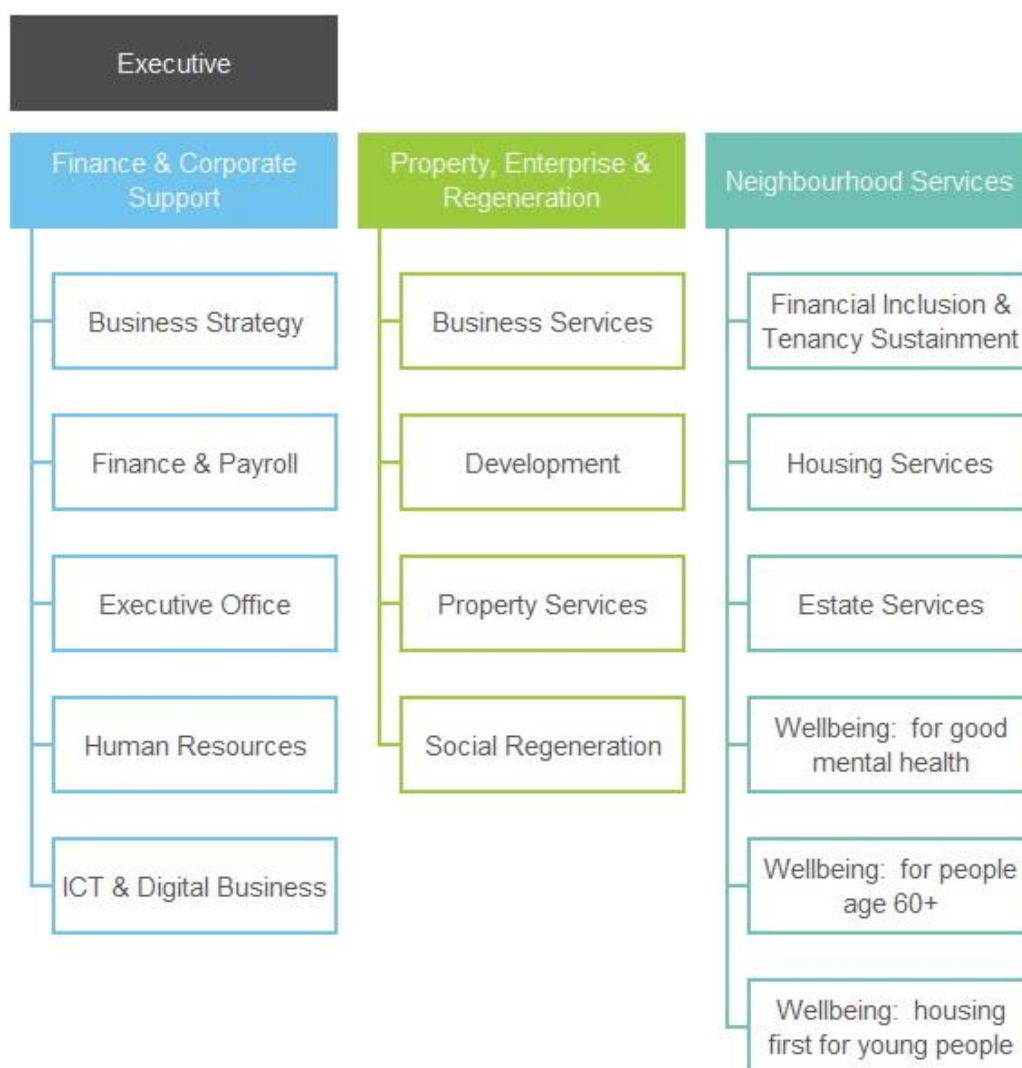 Executive
Finance & Corporate
Support
Business Strategy
Finance & Payroll
Executive Office
Human Resources
ICT & Digital Business
Property, Enterprise &
Regeneration
Business Services
Development
Property Services
Social Regeneration
Neighbourhood Services
Financial Inclusion &
Tenancy Sustainment
Housing Services
Estate Services
Wellbeing:  for good
mental health
Wellbeing:  for people
age 60+
Wellbeing:  housing
first for young people